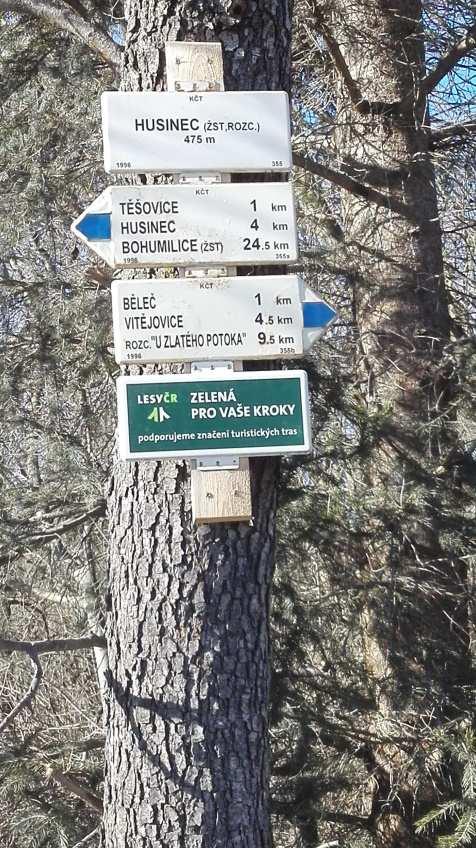 KČT
HUSINEC (ŽST,ROZC.)
475 m
1996 355
KČT
TĚŠOVICE 1 km
HUSINEC 4 km
BOHUMILICE (ŽST) 24.5 km
1996 355a
KČT
BĚLEČ 1 km
VITĚJOVICE 4.5 km
ROZC."U ZLATÉHO POTOKA" 9.5 km
1996 355b
LESYČR ZELENÁ
PRO VAŠE KROKY
podporujeme značení turistických tras